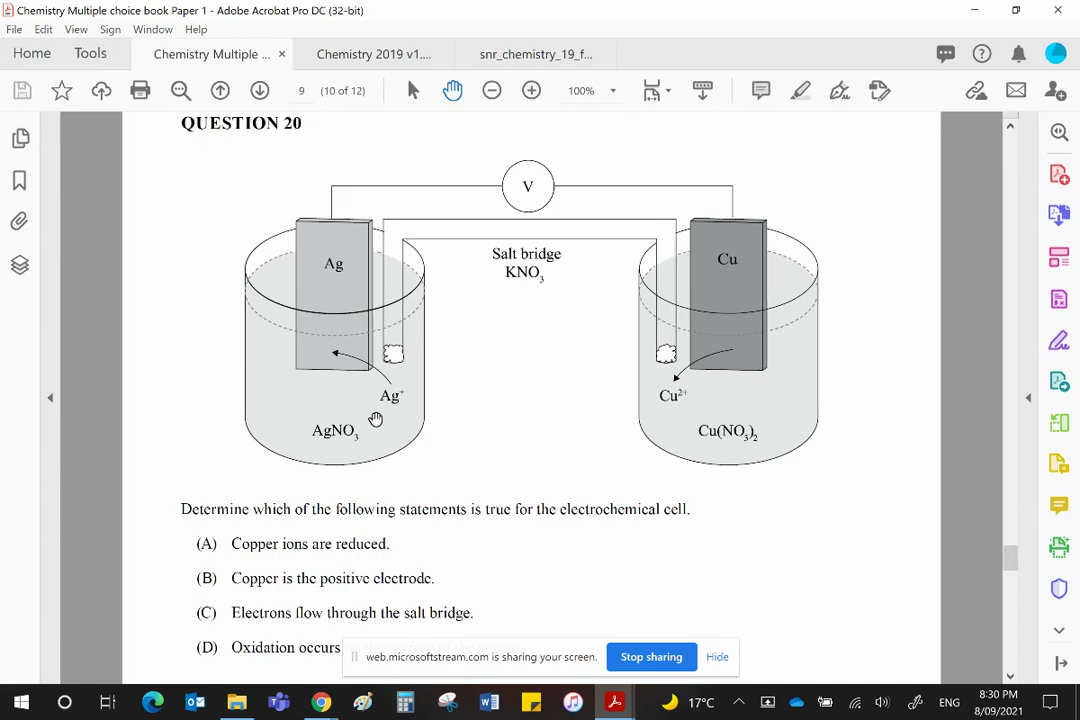 Chemistry Multiple choice book Paper 1 - Adobe Acrobat Pro DC (32-bit)
File Edit View Sign Window Help
Home Tools Chemistry Multiple ... × Chemistry 2019 v1.... snr_chemistry_19_f...
9 (10 of 12) 100%
QUESTION 20
V
Ag
Salt bridge
KNO3
Cu
Ag+
AgNO3
Cu2+
Cu(NO3)2
Determine which of the following statements is true for the electrochemical cell.
(A) Copper ions are reduced.
(B) Copper is the positive electrode.
(C) Electrons flow through the salt bridge.
(D) Oxidation occurs
web.microsoftstream.com is sharing your screen. Stop sharing Hide
17°C ENG 8:30 PM
8/09/2021